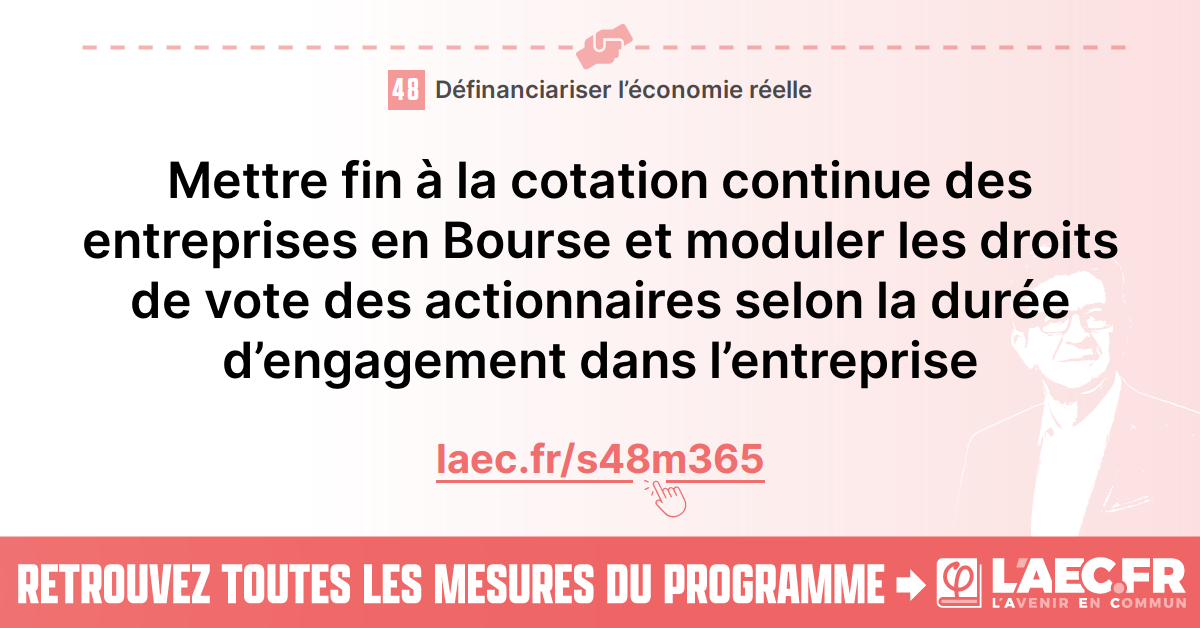 48 Définanciariser l’économie réelle
Mettre fin à la cotation continue des
entreprises en Bourse et moduler les droits
de vote des actionnaires selon la durée
d’engagement dans l’entreprise
laec.fr/s48m365
RETROUVEZ TOUTES LES MESURES DU PROGRAMME
φ L’AEC.FR
L’AVENIR EN COMMUN